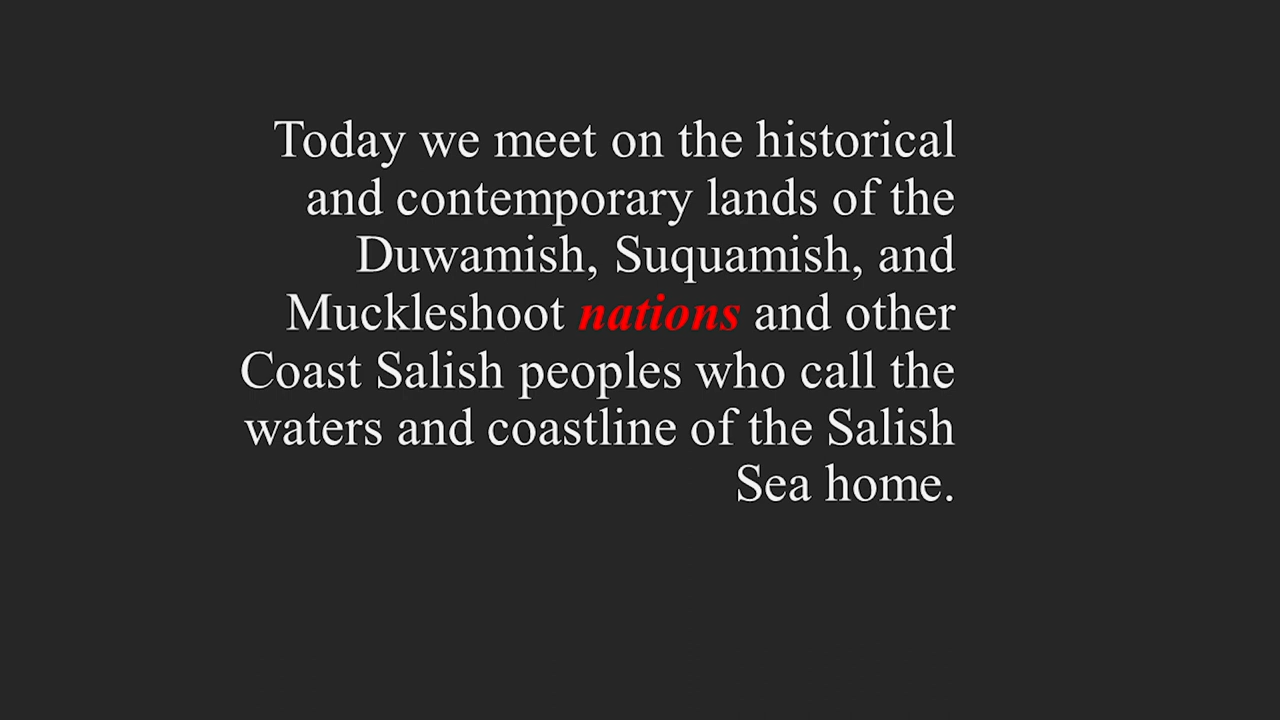 Today we meet on the historical
and contemporary lands of the
Duwamish, Suquamish, and
Muckleshoot nations and other
Coast Salish peoples who call the
waters and coastline of the Salish
Sea home.